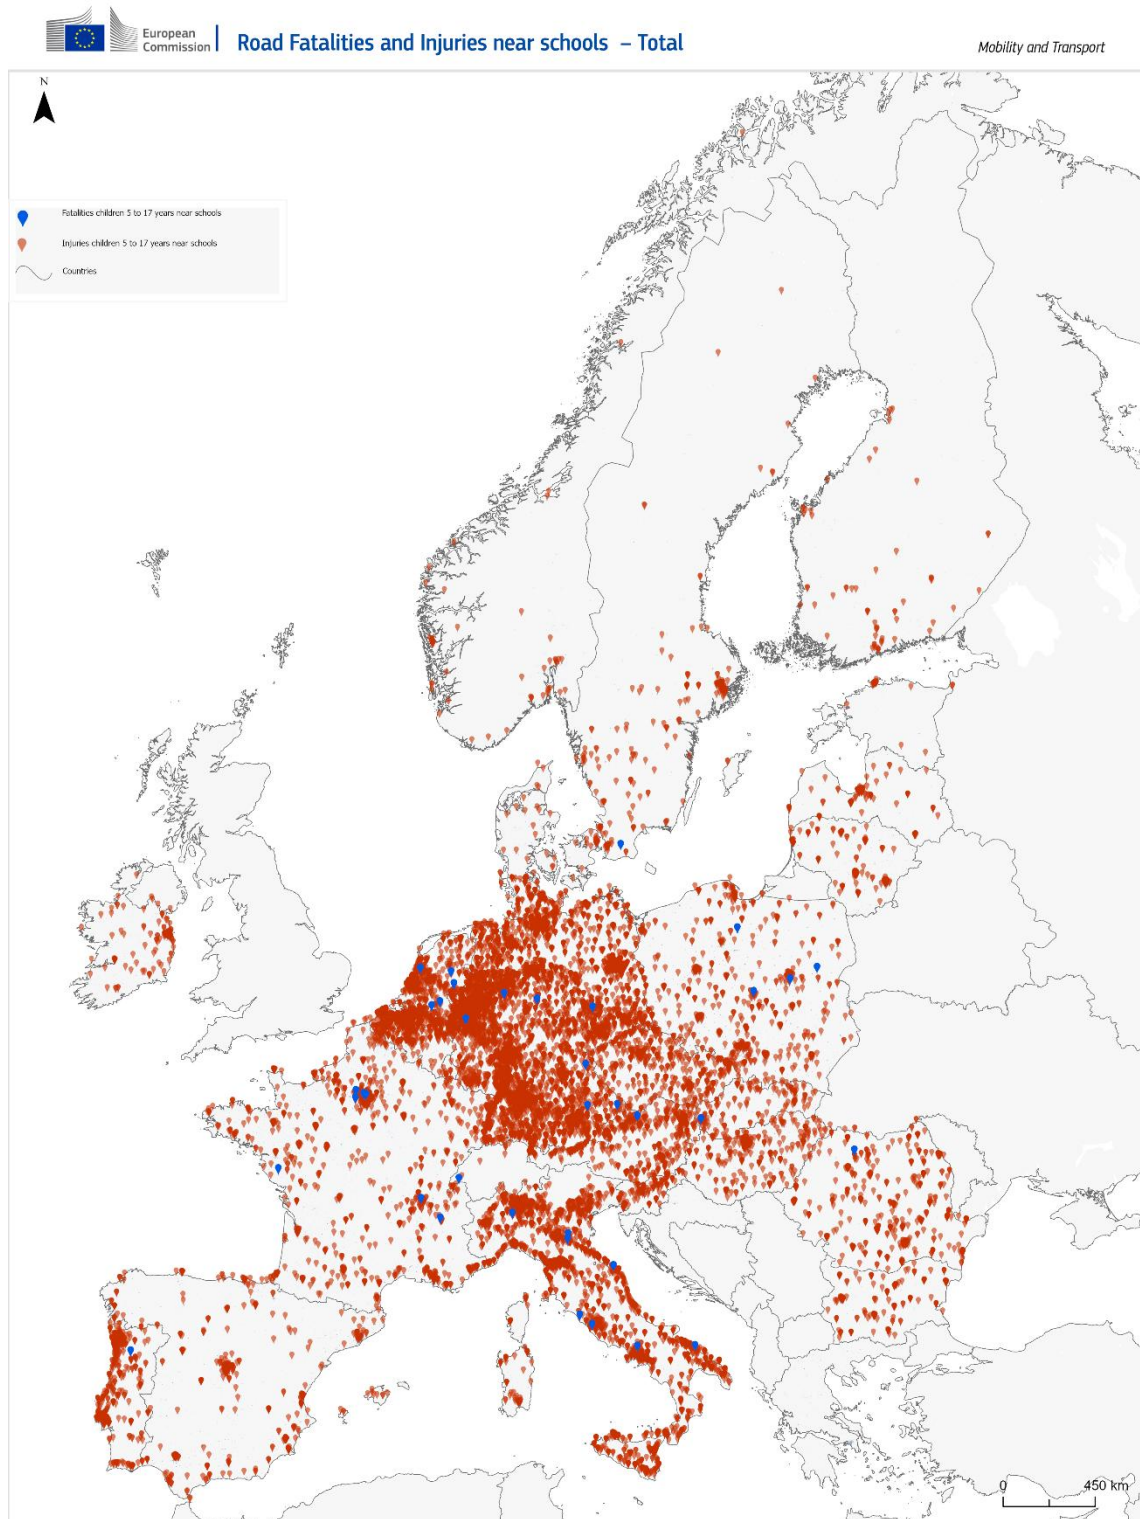 European
Commission
Road Fatalities and Injuries near schools – Total
Mobility and Transport
N
Fatalities children 5 to 17 years near schools
Injuries children 5 to 17 years near schools
Countries
0 450 km